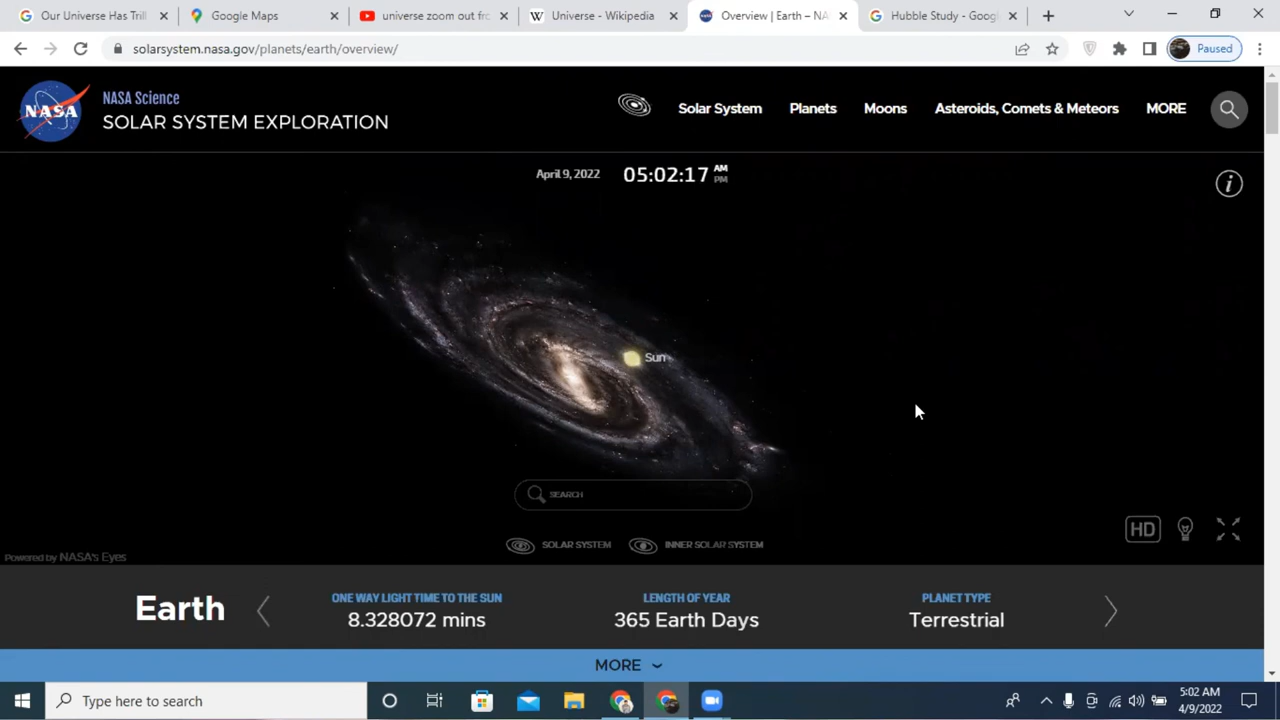 Our Universe Has Trill
Google Maps
universe zoom out fro
Universe - Wikipedia
Overview | Earth – NA
Hubble Study - Googl
solarsystem.nasa.gov/planets/earth/overview/
Paused
NASA
NASA Science
SOLAR SYSTEM EXPLORATION
Solar System
Planets
Moons
Asteroids, Comets & Meteors
MORE
April 9, 2022
05:02:17 AM
PM
Sun
SEARCH
SOLAR SYSTEM
INNER SOLAR SYSTEM
HD
Powered by NASA's Eyes
Earth
ONE WAY LIGHT TIME TO THE SUN
8.328072 mins
LENGTH OF YEAR
365 Earth Days
PLANET TYPE
Terrestrial
MORE
Type here to search
5:02 AM
4/9/2022